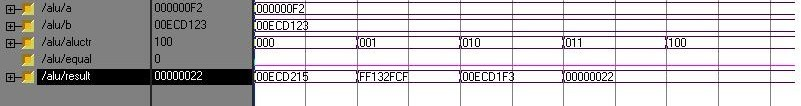 /alu/a 000000F2 000000F2
/alu/b 00ECD123 00ECD123
/alu/aluctr 100 000 001 010 011 100
/alu/equal 0
/alu/result 00000022 00ECD215 FF132FCF 00ECD1F3 00000022